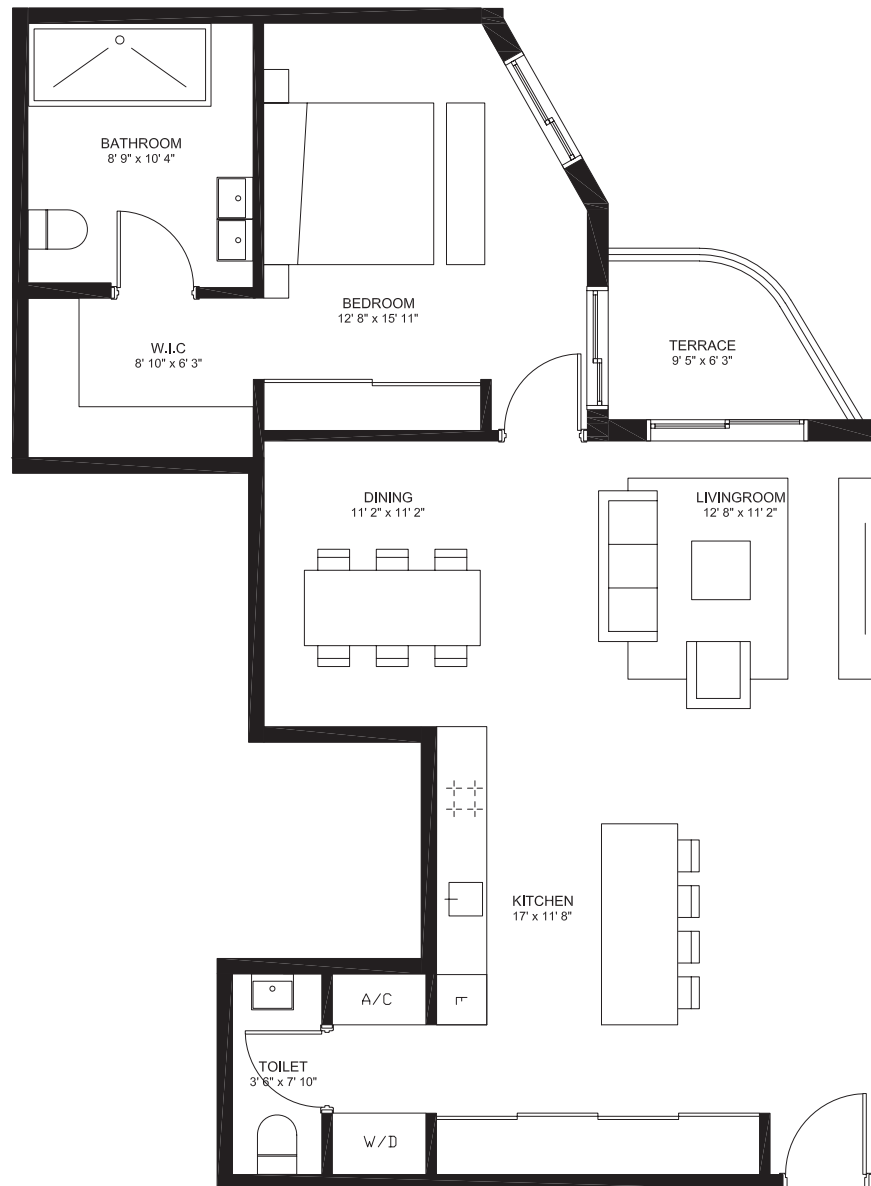 BATHROOM
8' 9" x 10' 4"
BEDROOM
12' 8" x 15' 11"
W.I.C
8' 10" x 6' 3"
TERRACE
9' 5" x 6' 3"
DINING
11' 2" x 11' 2"
LIVINGROOM
12' 8" x 11' 2"
KITCHEN
17' x 11' 8"
A/C
F
TOILET
3' 6" x 7' 10"
W/D